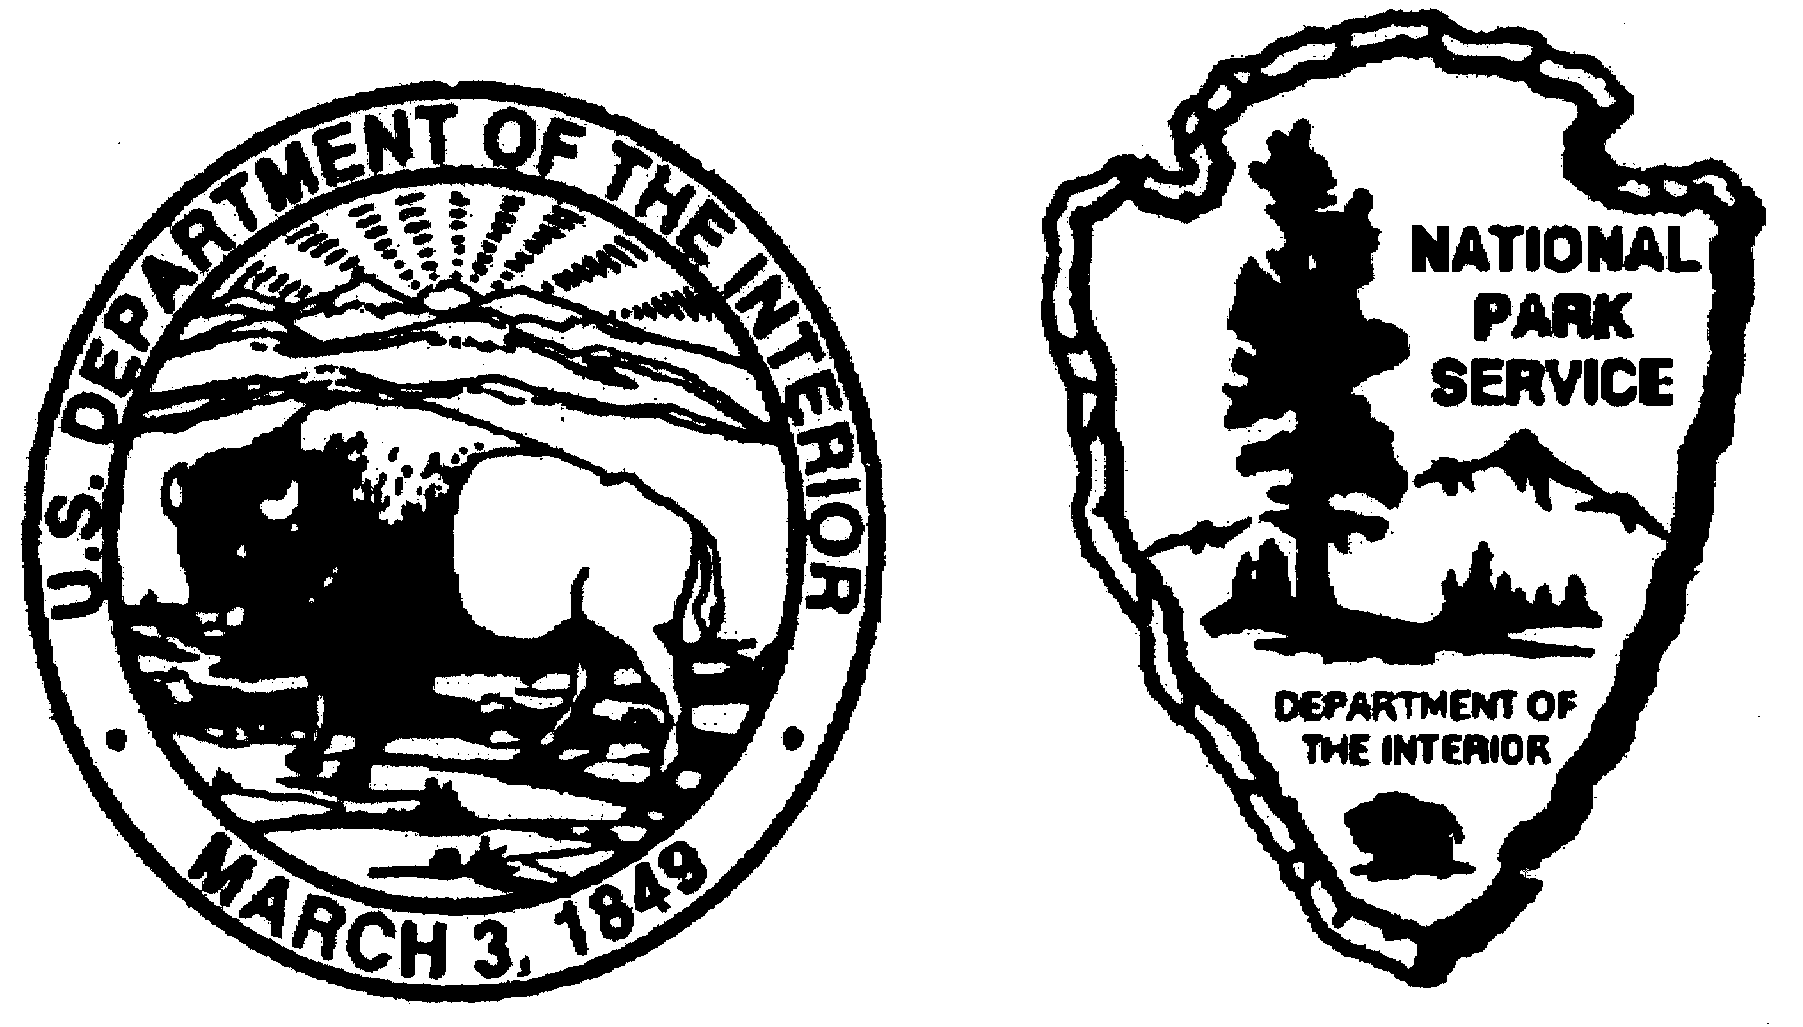 U.S. DEPARTMENT OF THE INTERIOR
MARCH 3, 1849
NATIONAL
PARK
SERVICE
DEPARTMENT OF
THE INTERIOR